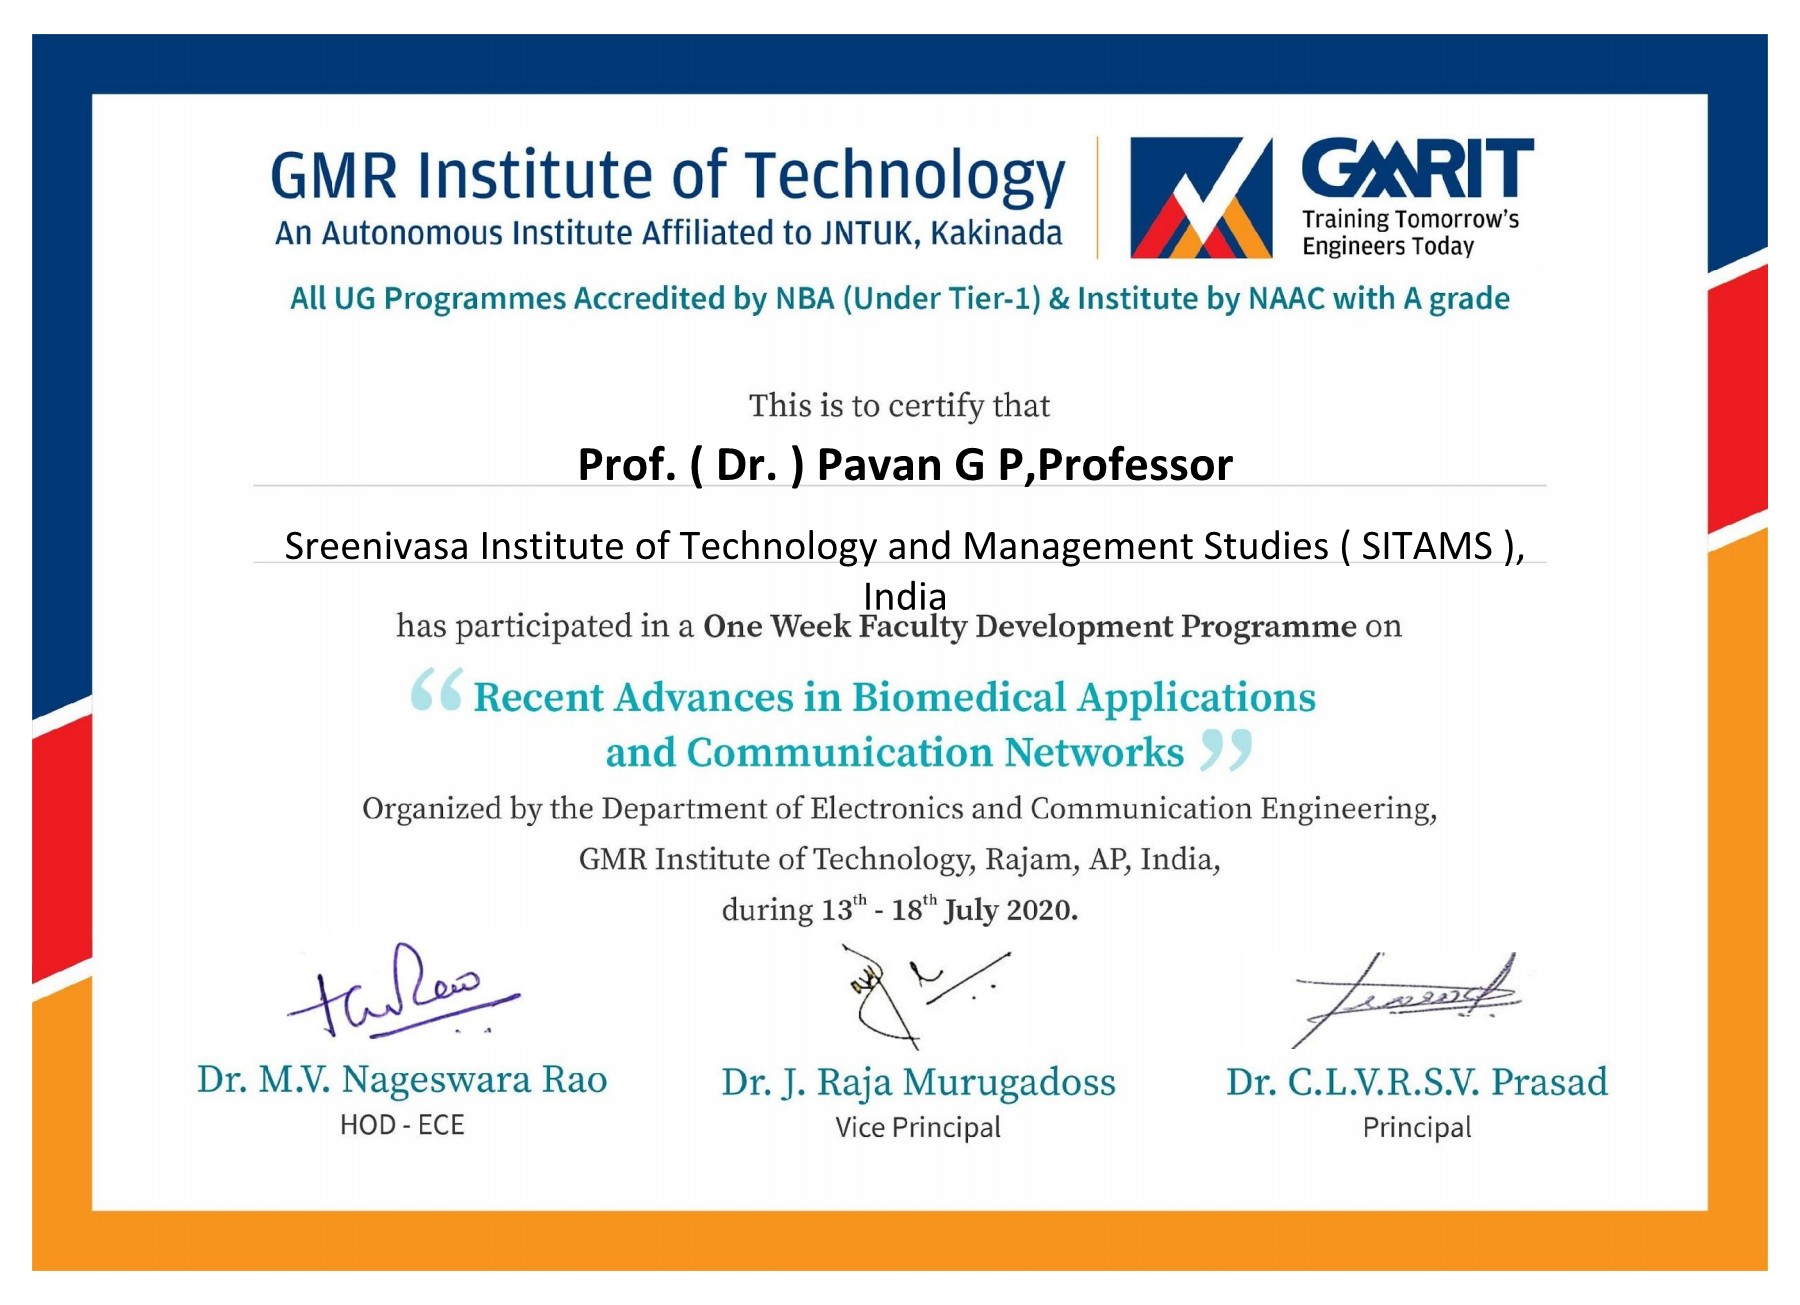 GMR Institute of Technology
An Autonomous Institute Affiliated to JNTUK, Kakinada
GMRIT
Training Tomorrow's
Engineers Today
All UG Programmes Accredited by NBA (Under Tier-1) & Institute by NAAC with A grade
This is to certify that
Prof. ( Dr. ) Pavan G P,Professor
Sreenivasa Institute of Technology and Management Studies ( SITAMS ),
India
has participated in a One Week Faculty Development Programme on
“ Recent Advances in Biomedical Applications
and Communication Networks ”
Organized by the Department of Electronics and Communication Engineering,
GMR Institute of Technology, Rajam, AP, India,
during 13th - 18th July 2020.
Dr. M.V. Nageswara Rao
HOD - ECE
Dr. J. Raja Murugadoss
Vice Principal
Dr. C.L.V.R.S.V. Prasad
Principal